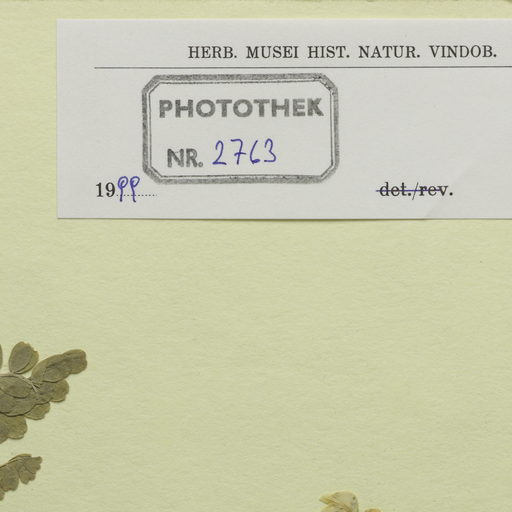 HERB. MUSEI HIST. NATUR. VINDOB.
PHOTOTHEK
NR. 2763
1999 det./rev.